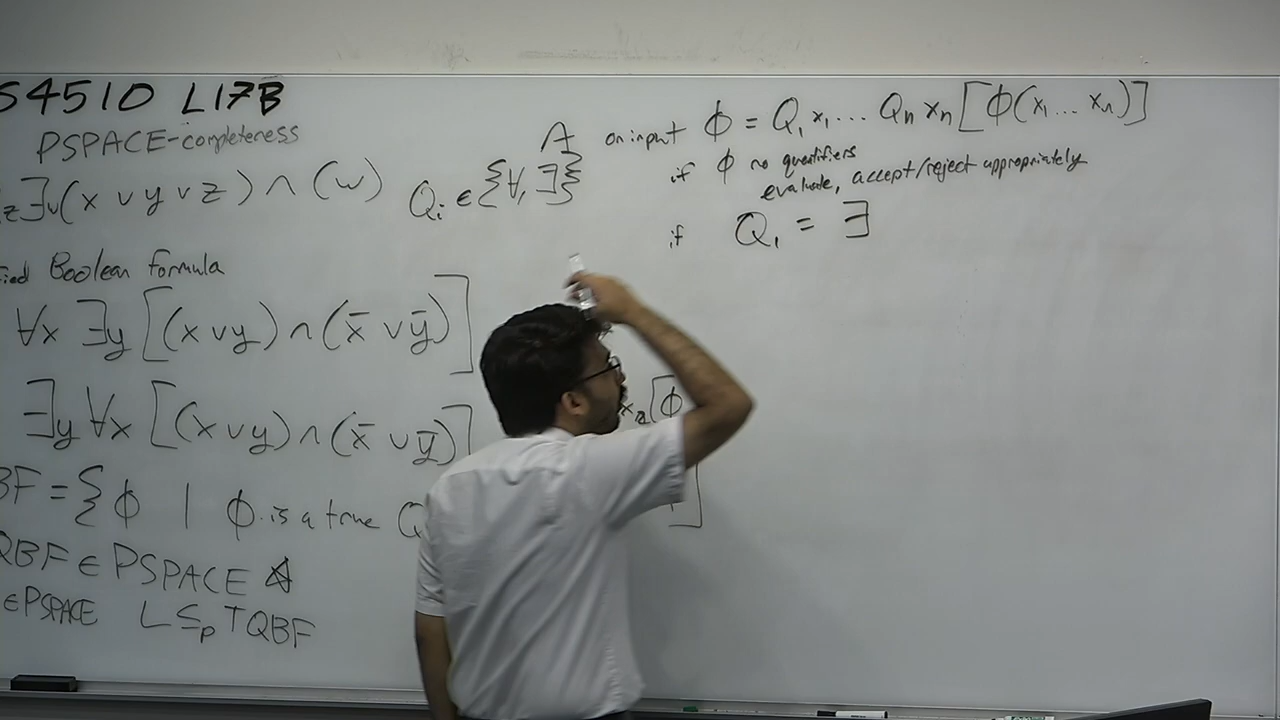 S4510 L17B
PSPACE-completeness
z∃v(x ∨ y ∨ z) ∧ (w)
Qᵢ ∈ {∀, ∃}
Boolean formula
∀x ∃y [(x ∨ y) ∧ (x̄ ∨ ȳ)]
∃y ∀x [(x ∨ y) ∧ (x̄ ∨ ȳ)]
BF = {ϕ | ϕ is a true Q
QBF ∈ PSPACE
∈ PSPACE L ≤ₚ TQBF
A on input ϕ = Q₁x₁... Qₙxₙ[ϕ(x₁...xₙ)]
if ϕ no quantifiers
evaluate, accept/reject appropriately
if Q₁ = ∃
[ϕ